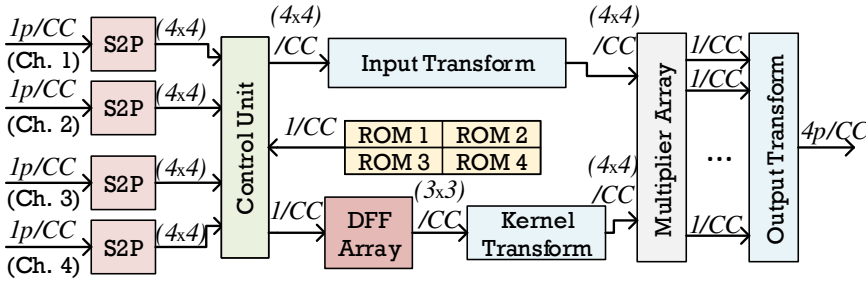 1p/CC
(Ch. 1)
S2P
(4x4)
1p/CC
(Ch. 2)
S2P
(4x4)
1p/CC
(Ch. 3)
S2P
(4x4)
1p/CC
(Ch. 4)
S2P
(4x4)
Control Unit
(4x4)
/CC
Input Transform
(4x4)
/CC
1/CC
ROM 1
ROM 2
ROM 3
ROM 4
1/CC
DFF
Array
(3x3)
/CC
Kernel
Transform
(4x4)
/CC
Multiplier Array
1/CC
1/CC
...
1/CC
Output Transform
4p/CC